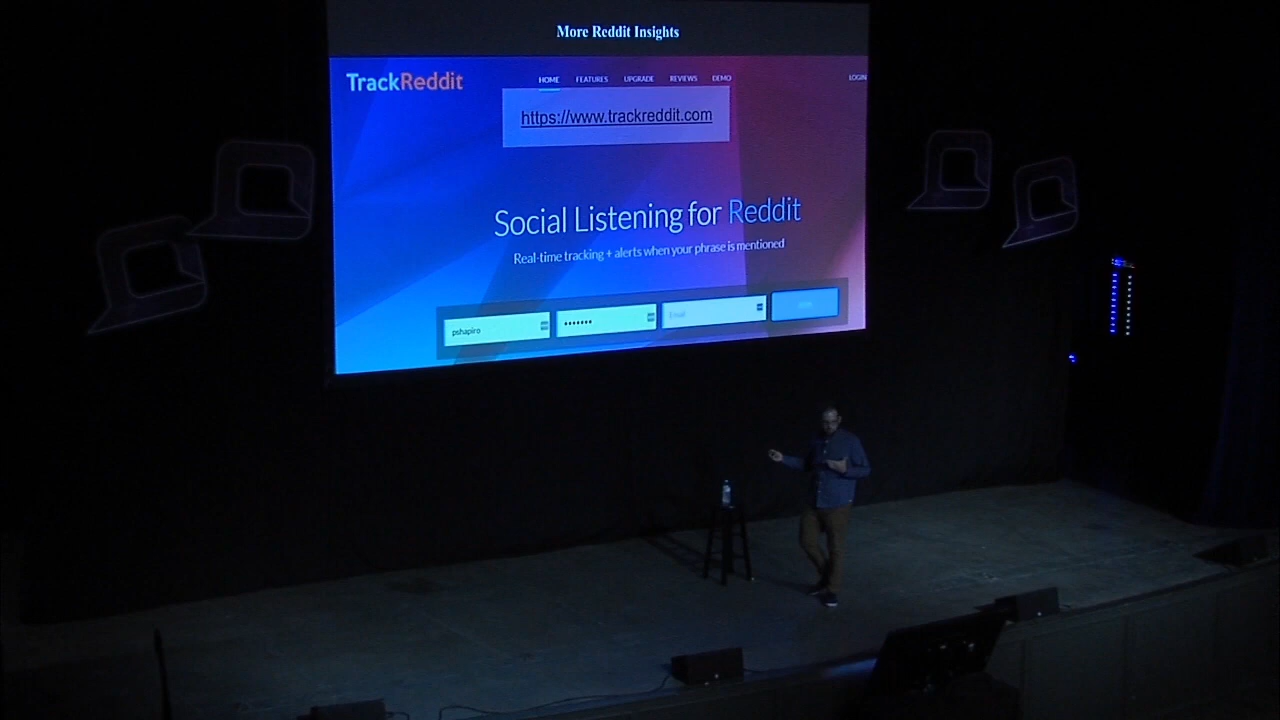 More Reddit Insights
TrackReddit
HOME FEATURES UPGRADE REVIEWS DEMO LOGIN
https://www.trackreddit.com
Social Listening for Reddit
Real-time tracking + alerts when your phrase is mentioned
pshapiro ••••••• Email